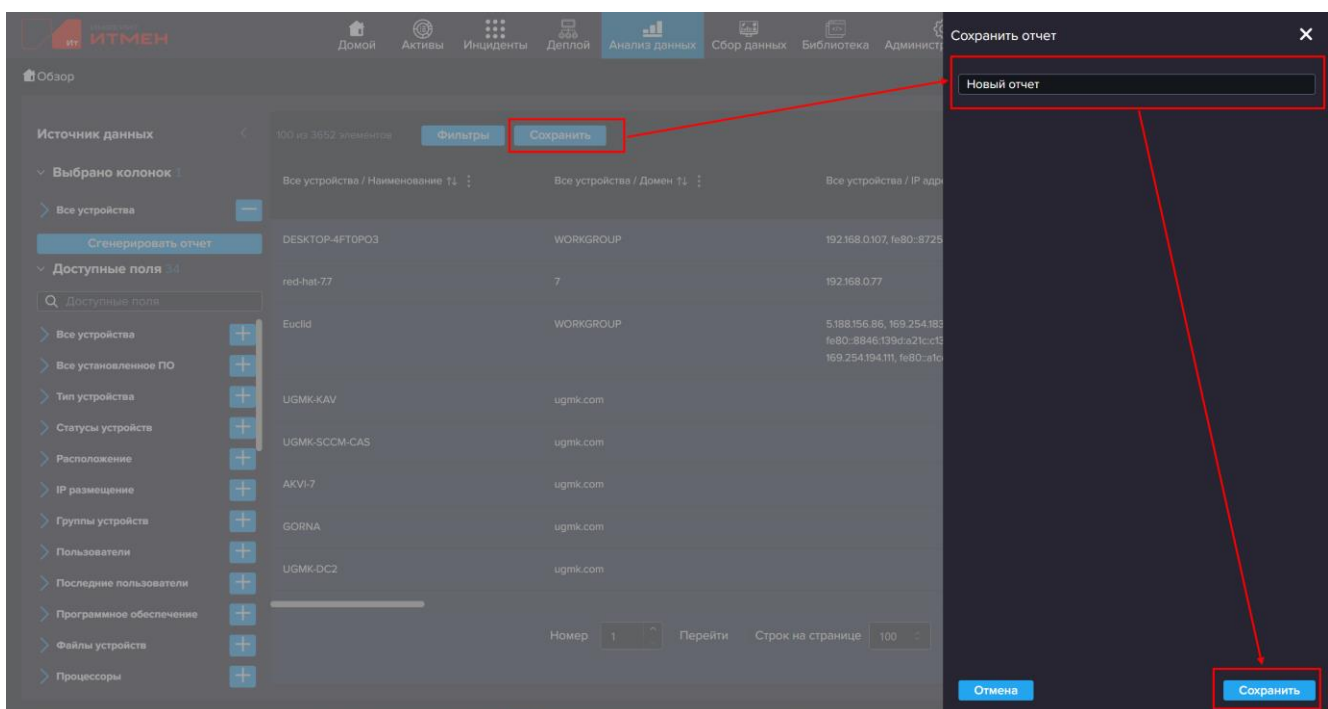 ИТМЕН
ИТ
Домой
Активы
Инциденты
Деплой
Анализ данных
Сбор данных
Библиотека
Админист
Сохранить отчет
Обзор
Новый отчет
Источник данных
100 из 3652 элементов
Фильтры
Сохранить
Выбрано колонок 1
Все устройства / Наименование
Все устройства / Домен
Все устройства / IP адре
Все устройства
Сгенерировать отчет
DESKTOP-4FT0PO3
WORKGROUP
192.168.0.107, fe80::8725
Доступные поля 34
red-hat-7.7
7
192.168.0.77
Доступные поля
Euclid
WORKGROUP
5.188.156.86, 169.254.183
fe80::8846:139d:a21c:c13
169.254.194.111, fe80::a1c
Все устройства
Все установленное ПО
Тип устройства
UGMK-KAV
ugmk.com
Статусы устройств
UGMK-SCCM-CAS
ugmk.com
Расположение
IP размещение
AKVI-7
ugmk.com
Группы устройств
GORNA
ugmk.com
Пользователи
UGMK-DC2
ugmk.com
Последние пользователи
Программное обеспечение
Файлы устройств
Номер
1
Перейти
Строк на странице
100
Процессоры
Отмена
Сохранить